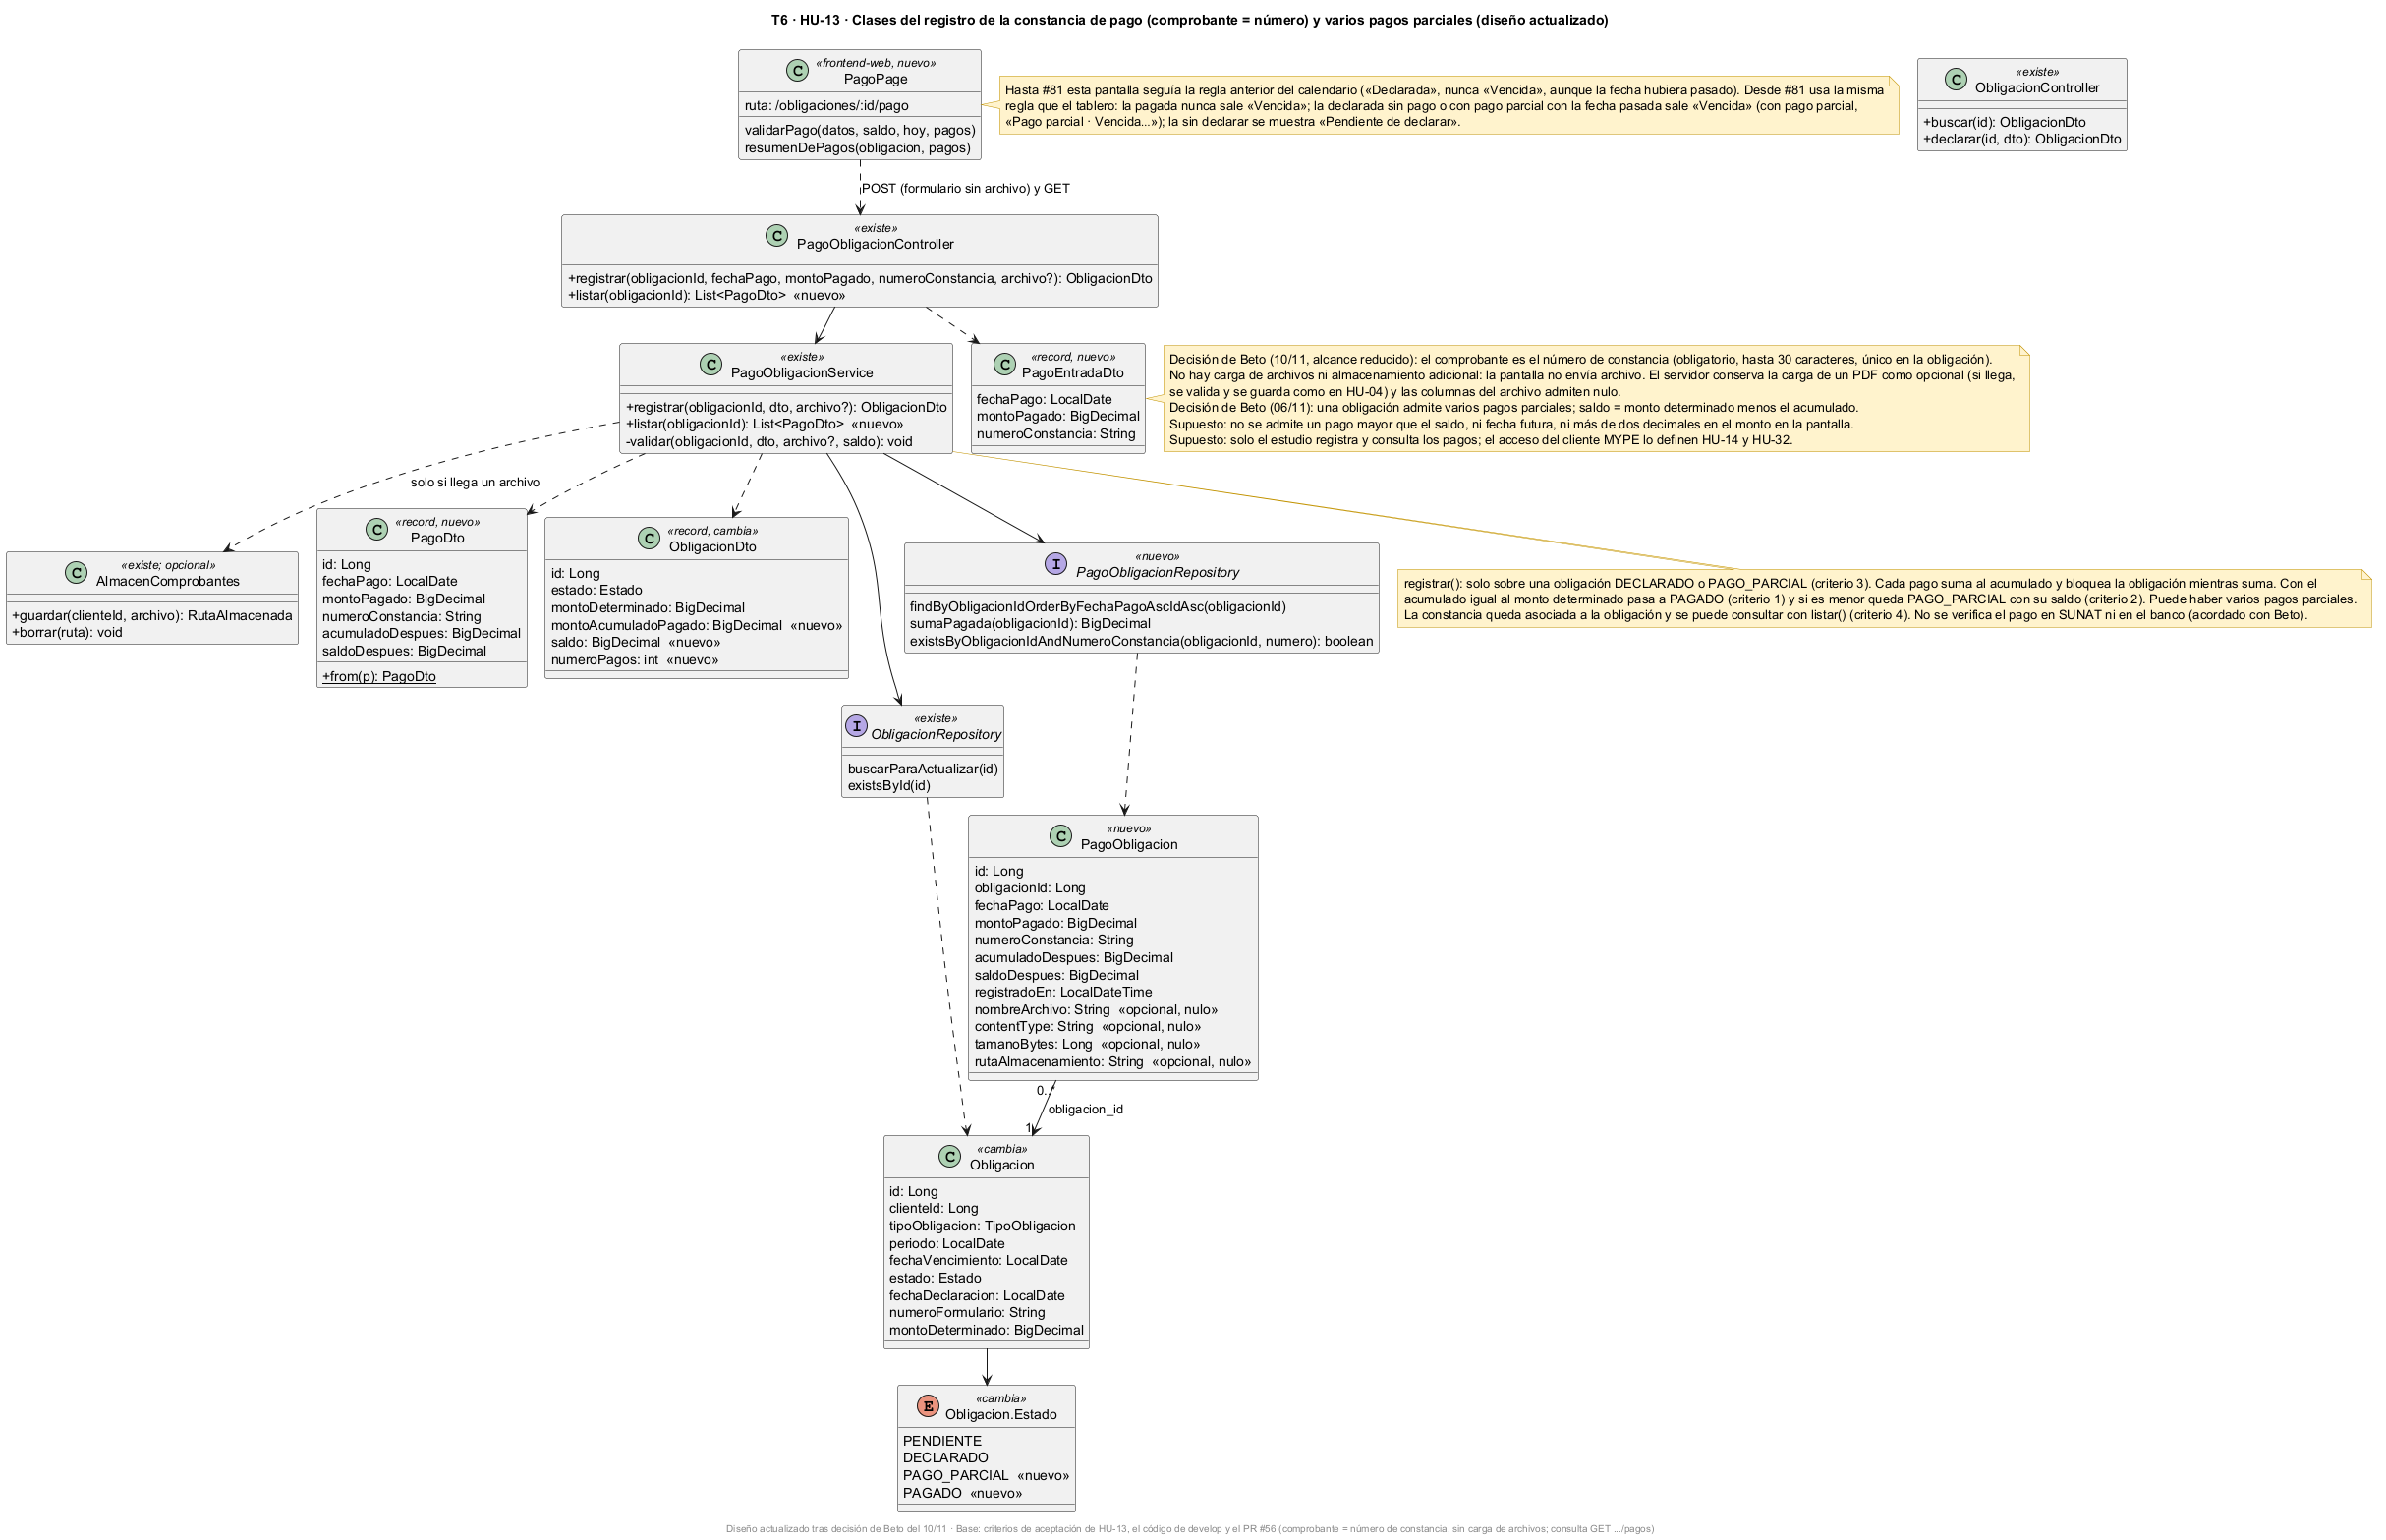 T6 · HU-13 · Clases del registro de la constancia de pago (comprobante = número) y varios pagos parciales (diseño actualizado)
«frontend-web, nuevo»
C
PagoPage
ruta: /obligaciones/:id/pago
validarPago(datos, saldo, hoy, pagos)
resumenDePagos(obligacion, pagos)
Hasta #81 esta pantalla seguía la regla anterior del calendario («Declarada», nunca «Vencida», aunque la fecha hubiera pasado). Desde #81 usa la misma
regla que el tablero: la pagada nunca sale «Vencida»; la declarada sin pago o con pago parcial con la fecha pasada sale «Vencida» (con pago parcial,
«Pago parcial · Vencida...»); la sin declarar se muestra «Pendiente de declarar».
«existe»
C
ObligacionController
+buscar(id): ObligacionDto
+declarar(id, dto): ObligacionDto
POST (formulario sin archivo) y GET
«existe»
C
PagoObligacionController
+registrar(obligacionId, fechaPago, montoPagado, numeroConstancia, archivo?): ObligacionDto
+listar(obligacionId): List<PagoDto> «nuevo»
«existe»
C
PagoObligacionService
+registrar(obligacionId, dto, archivo?): ObligacionDto
+listar(obligacionId): List<PagoDto> «nuevo»
-validar(obligacionId, dto, archivo?, saldo): void
«record, nuevo»
C
PagoEntradaDto
fechaPago: LocalDate
montoPagado: BigDecimal
numeroConstancia: String
Decisión de Beto (10/11, alcance reducido): el comprobante es el número de constancia (obligatorio, hasta 30 caracteres, único en la obligación).
No hay carga de archivos ni almacenamiento adicional: la pantalla no envía archivo. El servidor conserva la carga de un PDF como opcional (si llega,
se valida y se guarda como en HU-04) y las columnas del archivo admiten nulo.
Decisión de Beto (06/11): una obligación admite varios pagos parciales; saldo = monto determinado menos el acumulado.
Supuesto: no se admite un pago mayor que el saldo, ni fecha futura, ni más de dos decimales en el monto en la pantalla.
Supuesto: solo el estudio registra y consulta los pagos; el acceso del cliente MYPE lo definen HU-14 y HU-32.
solo si llega un archivo
«existe; opcional»
C
AlmacenComprobantes
+guardar(clienteId, archivo): RutaAlmacenada
+borrar(ruta): void
«record, nuevo»
C
PagoDto
id: Long
fechaPago: LocalDate
montoPagado: BigDecimal
numeroConstancia: String
acumuladoDespues: BigDecimal
saldoDespues: BigDecimal
+from(p): PagoDto
«record, cambia»
C
ObligacionDto
id: Long
estado: Estado
montoDeterminado: BigDecimal
montoAcumuladoPagado: BigDecimal «nuevo»
saldo: BigDecimal «nuevo»
numeroPagos: int «nuevo»
«nuevo»
I
PagoObligacionRepository
findByObligacionIdOrderByFechaPagoAscIdAsc(obligacionId)
sumaPagada(obligacionId): BigDecimal
existsByObligacionIdAndNumeroConstancia(obligacionId, numero): boolean
registrar(): solo sobre una obligación DECLARADO o PAGO_PARCIAL (criterio 3). Cada pago suma al acumulado y bloquea la obligación mientras suma. Con el
acumulado igual al monto determinado pasa a PAGADO (criterio 1) y si es menor queda PAGO_PARCIAL con su saldo (criterio 2). Puede haber varios pagos parciales.
La constancia queda asociada a la obligación y se puede consultar con listar() (criterio 4). No se verifica el pago en SUNAT ni en el banco (acordado con Beto).
«existe»
I
ObligacionRepository
buscarParaActualizar(id)
existsById(id)
«nuevo»
C
PagoObligacion
id: Long
obligacionId: Long
fechaPago: LocalDate
montoPagado: BigDecimal
numeroConstancia: String
acumuladoDespues: BigDecimal
saldoDespues: BigDecimal
registradoEn: LocalDateTime
nombreArchivo: String «opcional, nulo»
contentType: String «opcional, nulo»
tamanoBytes: Long «opcional, nulo»
rutaAlmacenamiento: String «opcional, nulo»
0..*
obligacion_id
1
«cambia»
C
Obligacion
id: Long
clienteId: Long
tipoObligacion: TipoObligacion
periodo: LocalDate
fechaVencimiento: LocalDate
estado: Estado
fechaDeclaracion: LocalDate
numeroFormulario: String
montoDeterminado: BigDecimal
«cambia»
E
Obligacion.Estado
PENDIENTE
DECLARADO
PAGO_PARCIAL «nuevo»
PAGADO «nuevo»
Diseño actualizado tras decisión de Beto del 10/11 · Base: criterios de aceptación de HU-13, el código de develop y el PR #56 (comprobante = número de constancia, sin carga de archivos; consulta GET .../pagos)